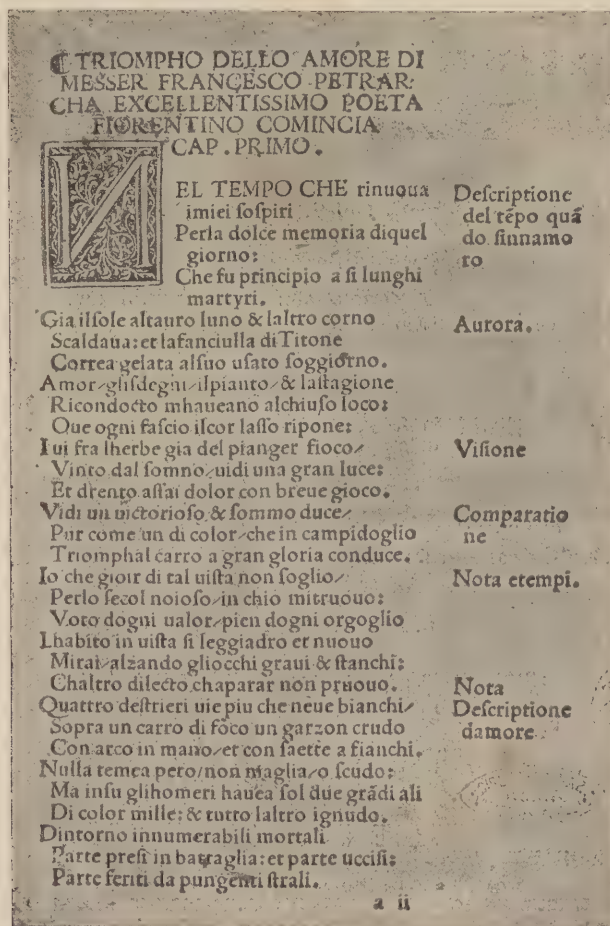 ¶ TRIOMPHO DELLO AMORE DI
MESSER FRANCESCO PETRAR
CHA EXCELLENTISSIMO POETA
FIORENTINO COMINCIA
CAP . PRIMO .
NEL TEMPO CHE rinuoua
imiei ſoſpiri
Perla dolce memoria diquel
giorno:
Che fu principio a ſi lunghi
martyri.
Deſcriptione
del tẽpo quã
do ſinnamo
ro
Gia ilſole altauro luno & laltro corno
Aurora.
Scaldaua: et lafanciulla di Titone
Correa gelata alſuo uſato ſoggiorno.
Amor/gliſdegni/ilpianto/& laſtagione
Ricondocto mhaueano alchiuſo loco:
Oue ogni faſcio ilcor laſſo ripone:
Iui fra lherbe gia del pianger fioco/
Viſione
Vinto dal ſomno/uidi una gran luce:
Et drento aſſai dolor con breue gioco.
Vidi un uictorioſo & ſommo duce/
Comparatio
ne
Pur come un di color/che in campidoglio
Triomphal carro a gran gloria conduce.
Io che gioir di tal uiſta non ſoglio/
Nota etempi.
Perlo ſecol noioſo/in chio mitruouo:
Voto dogni ualor/pien dogni orgoglio
Lhabito in uiſta ſi leggiadro et nuouo
Mirai/alzando gliocchi graui & ſtanchi:
Chaltro dilecto chaparar non pruouo.
Nota
Quattro deſtrieri uie piu che neue bianchi/
Deſcriptione
damore
Sopra un carro di foco un garzon crudo
Con arco in mano/et con ſaette a fianchi.
Nulla temea pero/non maglia/o ſcudo:
Ma inſu glihomeri hauea ſol due grãdi ali
Di color mille: & tutto laltro ignudo.
Dintorno innumerabili mortali
Parte preſi in battaglia: et parte ucciſi:
Parte feriti da pungenti ſtrali.
a ii